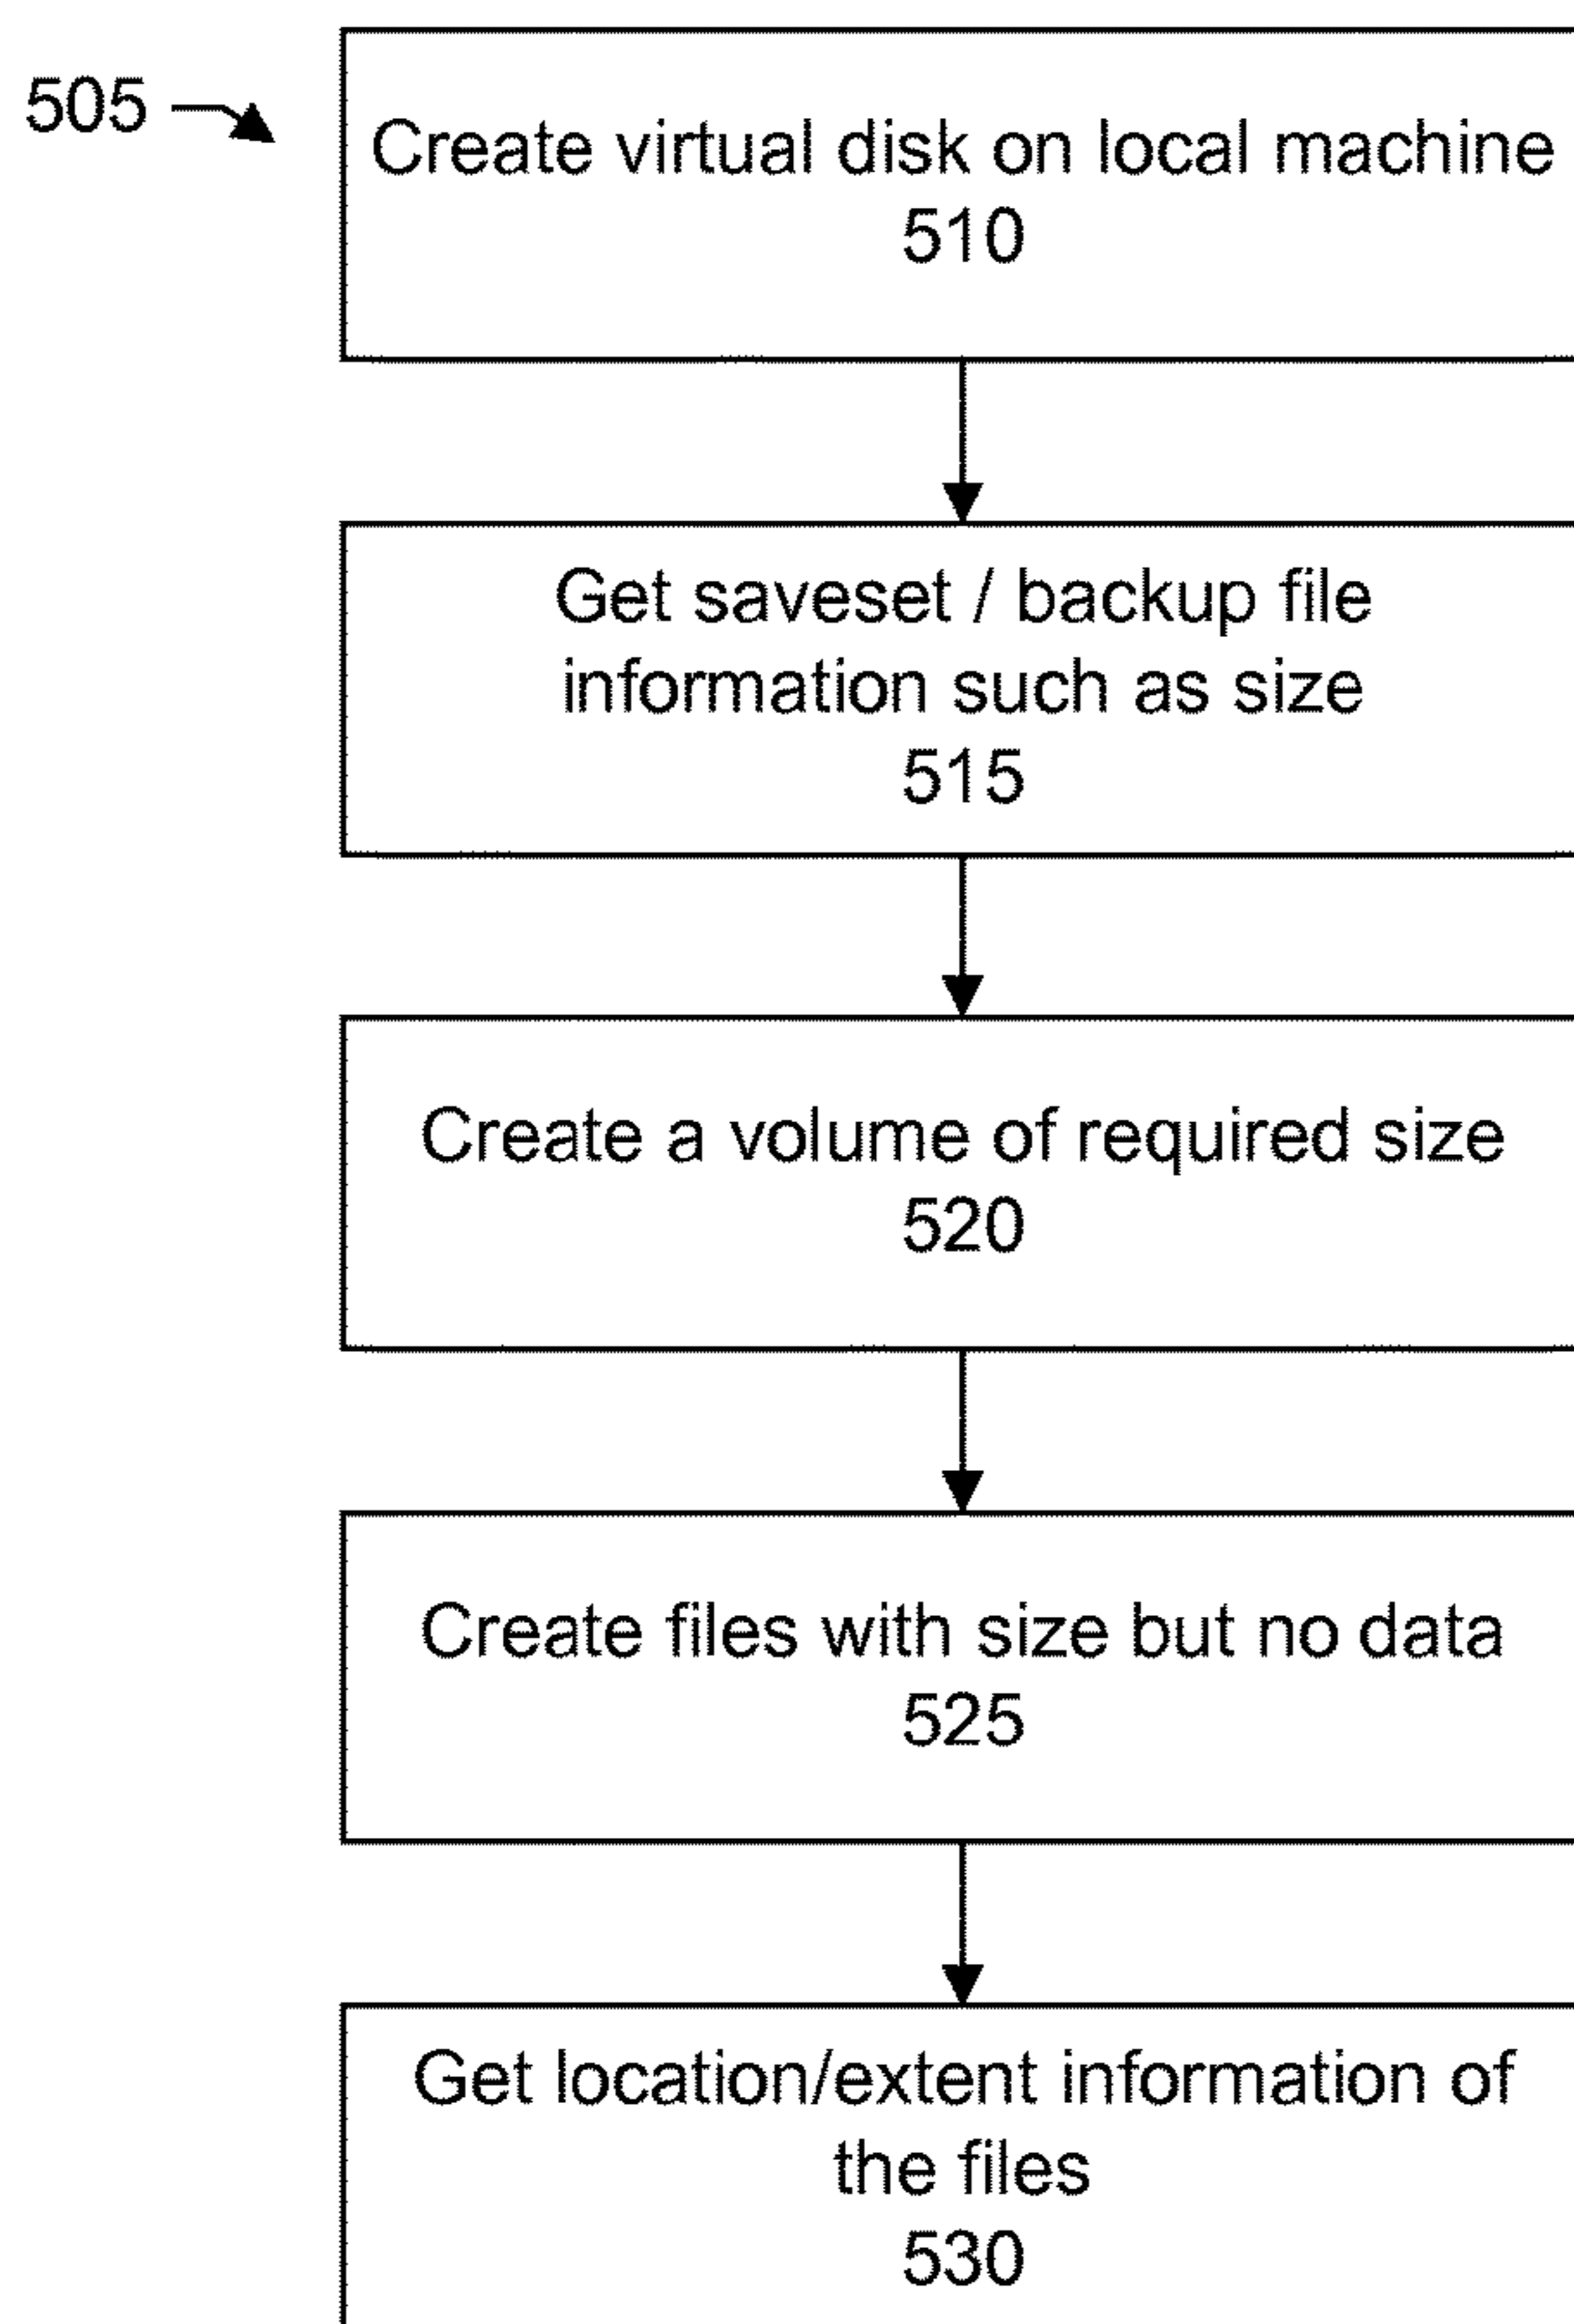 505
Create virtual disk on local machine
510
Get saveset / backup file
information such as size
515
Create a volume of required size
520
Create files with size but no data
525
Get location/extent information of
the files
530